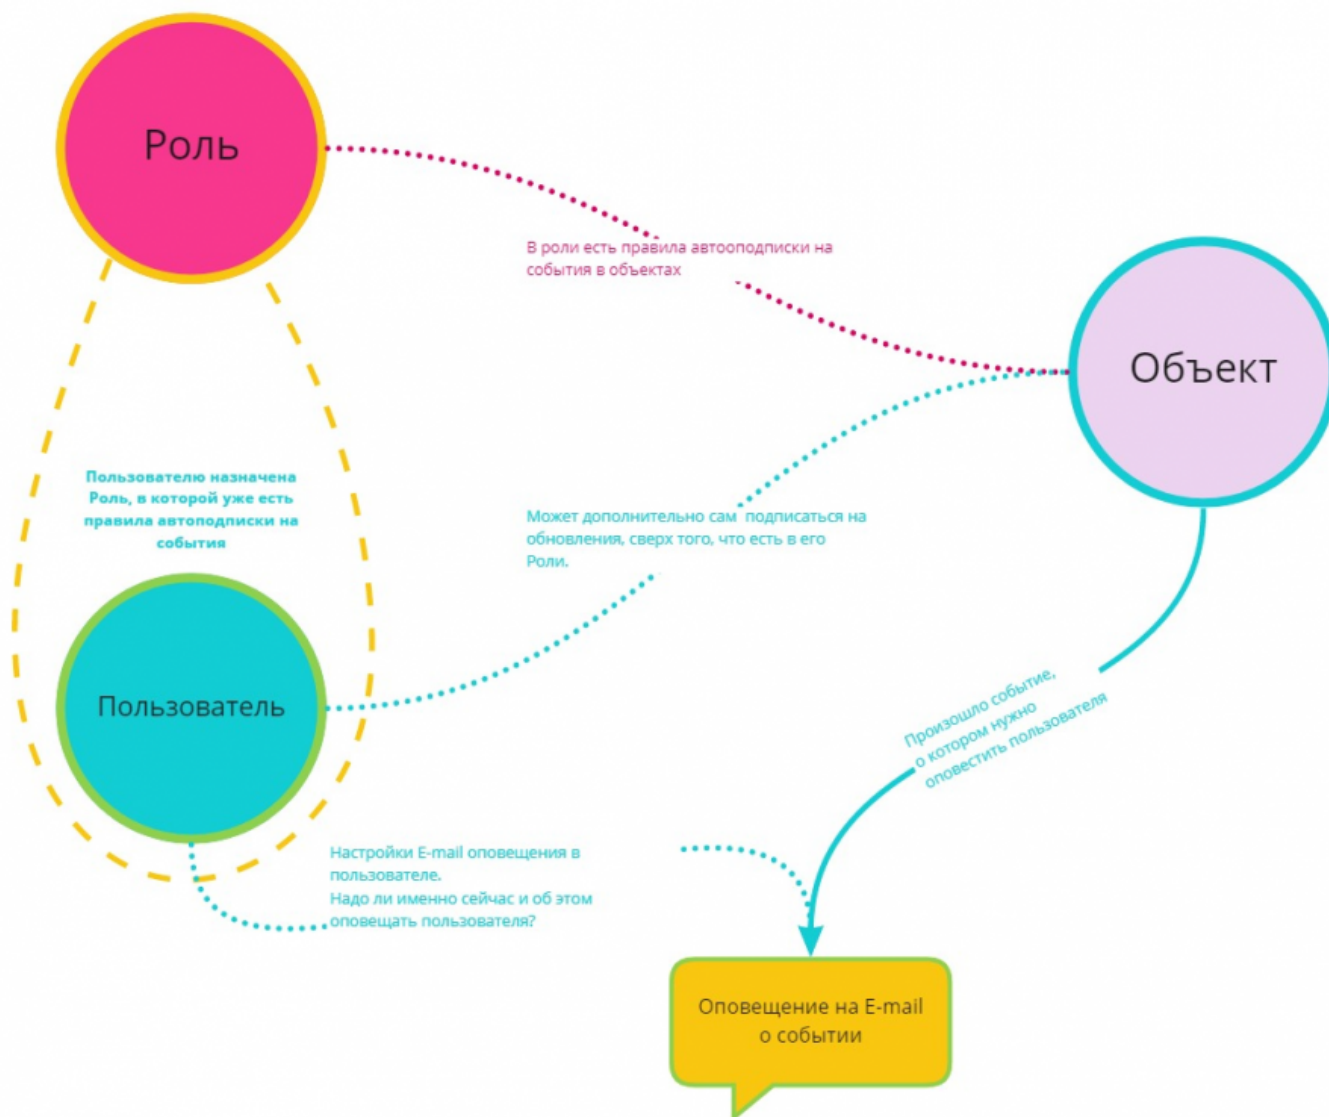 Роль
В роли есть правила автооподписки на
события в объектах
Объект
Пользователю назначена
Роль, в которой уже есть
правила автоподписки на
события
Может дополнительно сам подписаться на
обновления, сверх того, что есть в его
Роли.
Пользователь
Произошло событие,
о котором нужно
оповестить пользователя
Настройки E-mail оповещения в
пользователе.
Надо ли именно сейчас и об этом
оповещать пользователя?
Оповещение на E-mail
о событии